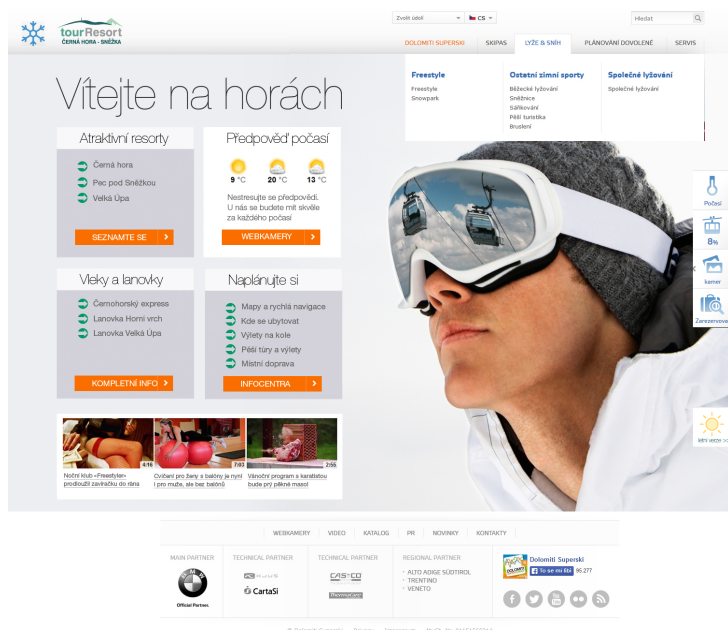 tourResort
ČERNÁ HORA - SNĚŽKA
Zvolit údolí
CS
Hledat
DOLOMITI SUPERSKI
SKIPAS
LYŽE & SNÍH
PLÁNOVÁNÍ DOVOLENÉ
SERVIS
Freestyle
Freestyle
Snowpark
Ostatní zimní sporty
Běžecké lyžování
Sněžnice
Sáňkování
Pěší turistika
Bruslení
Společné lyžování
Společné lyžování
Vítejte na horách
Atraktivní resorty
Černá hora
Pec pod Sněžkou
Velká Úpa
SEZNAMTE SE
Předpověď počasí
9 °C
20 °C
13 °C
Nestresujte se předpovědí.
U nás se budete mít skvěle
za každého počasí
WEBKAMERY
Vleky a lanovky
Černohorský express
Lanovka Horní vrch
Lanovka Velká Úpa
KOMPLETNÍ INFO
Naplánujte si
Mapy a rychlá navigace
Kde se ubytovat
Výlety na kole
Pěší túry a výlety
Místní doprava
INFOCENTRA
Počasí
8%
kamer
Zarezervova
letní verze >>
4:16
Noční klub «Freestyler»
prodloužil zavíračku do rána
7:03
Cvičení pro ženy s balóny je nyní
i pro muže, ale bez balónů
2:55
Vánoční program s karatistou
bude prý pěkné maso!
WEBKAMERY
VIDEO
KATALOG
PR
NOVINKY
KONTAKTY
MAIN PARTNER
BMW
Official Partner.
TECHNICAL PARTNER
CartaSi
TECHNICAL PARTNER
CASCO
REGIONAL PARTNER
ALTO ADIGE SÜDTIROL
TRENTINO
VENETO
DOLOMITI
Dolomiti Superski
To se mi líbí
95 277